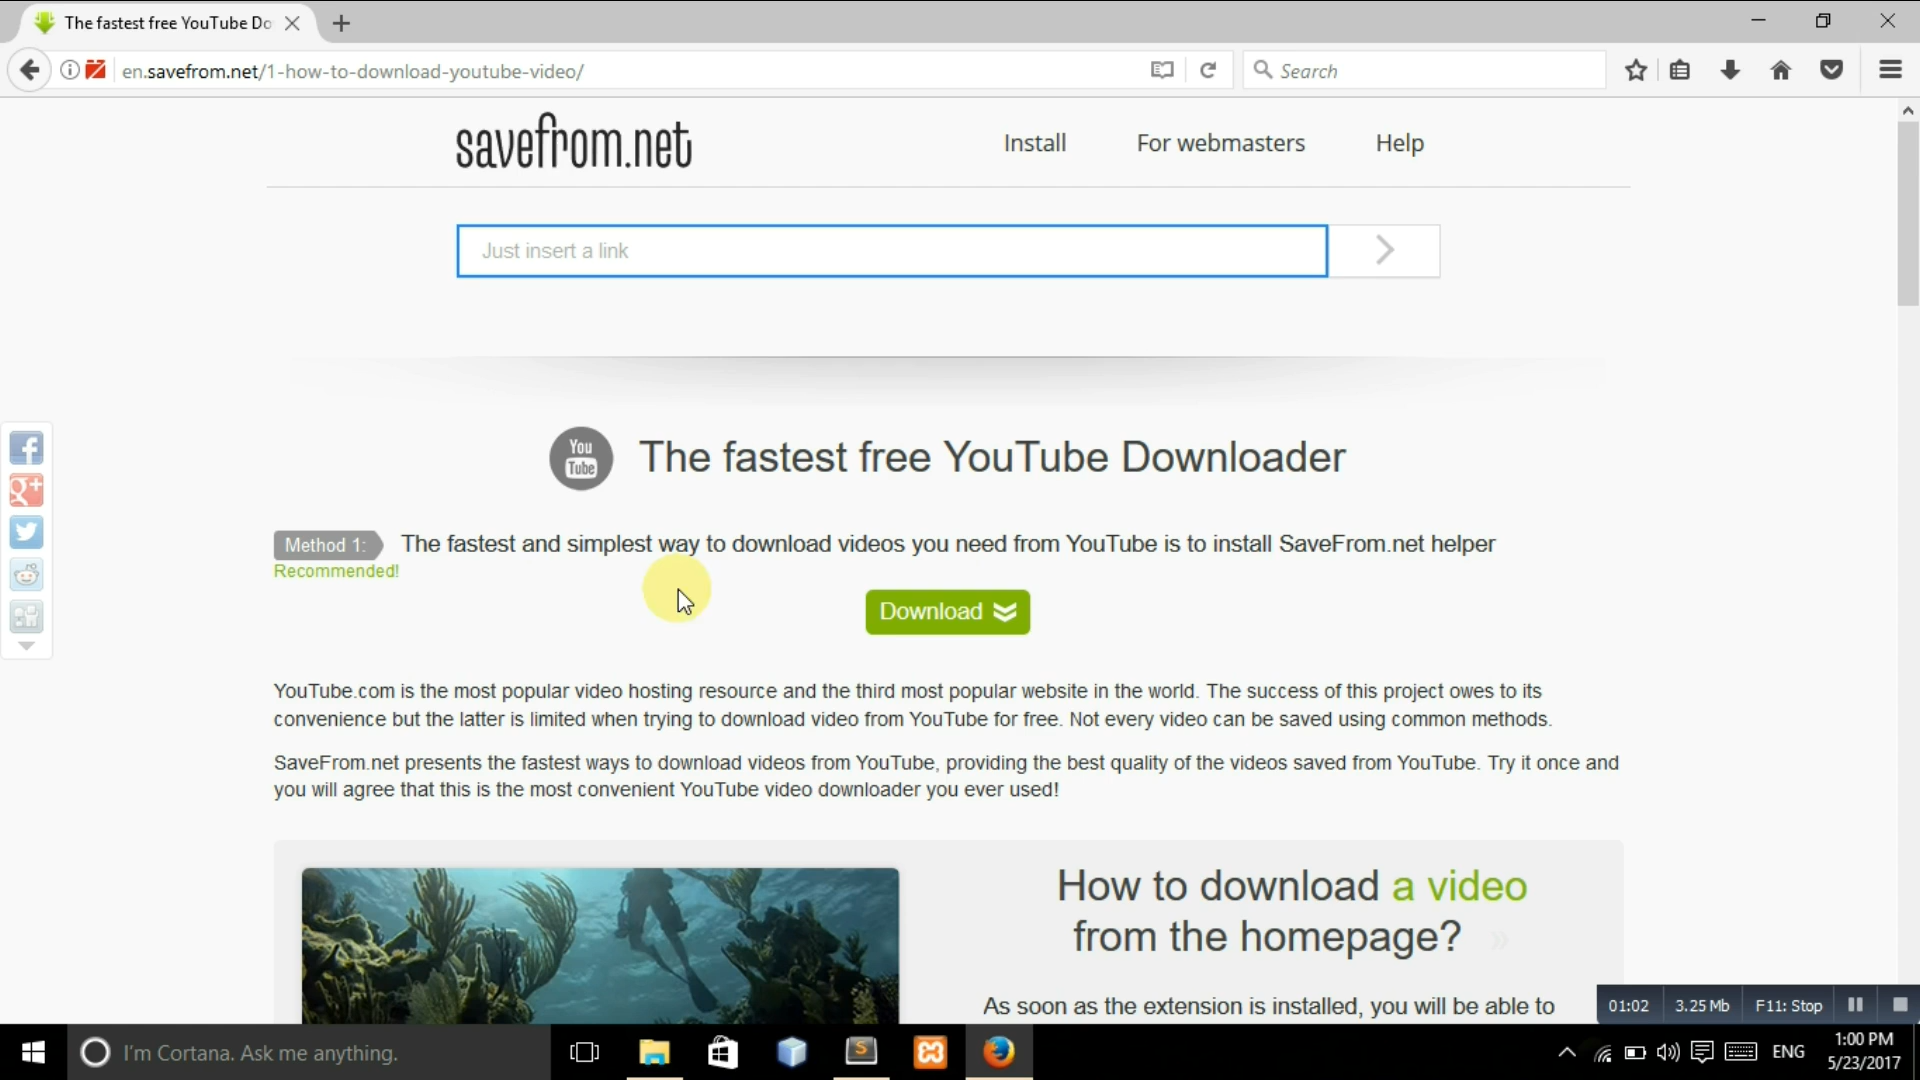 The fastest free YouTube Do
en.savefrom.net/1-how-to-download-youtube-video/
Search
savefrom.net
Install
For webmasters
Help
Just insert a link
You
Tube
The fastest free YouTube Downloader
Method 1:
The fastest and simplest way to download videos you need from YouTube is to install SaveFrom.net helper
Recommended!
Download
YouTube.com is the most popular video hosting resource and the third most popular website in the world. The success of this project owes to its
convenience but the latter is limited when trying to download video from YouTube for free. Not every video can be saved using common methods.
SaveFrom.net presents the fastest ways to download videos from YouTube, providing the best quality of the videos saved from YouTube. Try it once and
you will agree that this is the most convenient YouTube video downloader you ever used!
How to download a video
from the homepage? »
As soon as the extension is installed, you will be able to
01:02
3.25 Mb
F11: Stop
I'm Cortana. Ask me anything.
ENG
1:00 PM
5/23/2017